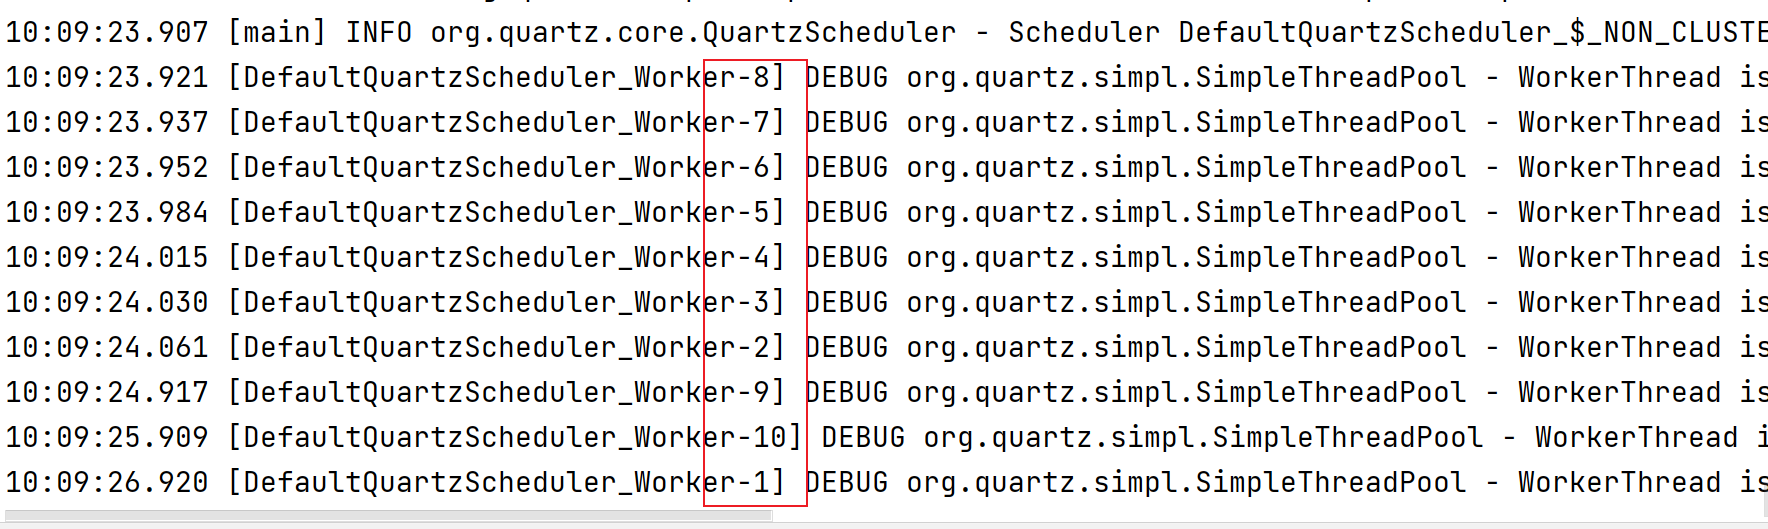 10:09:23.907 [main] INFO org.quartz.core.QuartzScheduler - Scheduler DefaultQuartzScheduler_$_NON_CLUSTE
10:09:23.921 [DefaultQuartzScheduler_Worker-8] DEBUG org.quartz.simpl.SimpleThreadPool - WorkerThread is
10:09:23.937 [DefaultQuartzScheduler_Worker-7] DEBUG org.quartz.simpl.SimpleThreadPool - WorkerThread is
10:09:23.952 [DefaultQuartzScheduler_Worker-6] DEBUG org.quartz.simpl.SimpleThreadPool - WorkerThread is
10:09:23.984 [DefaultQuartzScheduler_Worker-5] DEBUG org.quartz.simpl.SimpleThreadPool - WorkerThread is
10:09:24.015 [DefaultQuartzScheduler_Worker-4] DEBUG org.quartz.simpl.SimpleThreadPool - WorkerThread is
10:09:24.030 [DefaultQuartzScheduler_Worker-3] DEBUG org.quartz.simpl.SimpleThreadPool - WorkerThread is
10:09:24.061 [DefaultQuartzScheduler_Worker-2] DEBUG org.quartz.simpl.SimpleThreadPool - WorkerThread is
10:09:24.917 [DefaultQuartzScheduler_Worker-9] DEBUG org.quartz.simpl.SimpleThreadPool - WorkerThread is
10:09:25.909 [DefaultQuartzScheduler_Worker-10] DEBUG org.quartz.simpl.SimpleThreadPool - WorkerThread i
10:09:26.920 [DefaultQuartzScheduler_Worker-1] DEBUG org.quartz.simpl.SimpleThreadPool - WorkerThread is